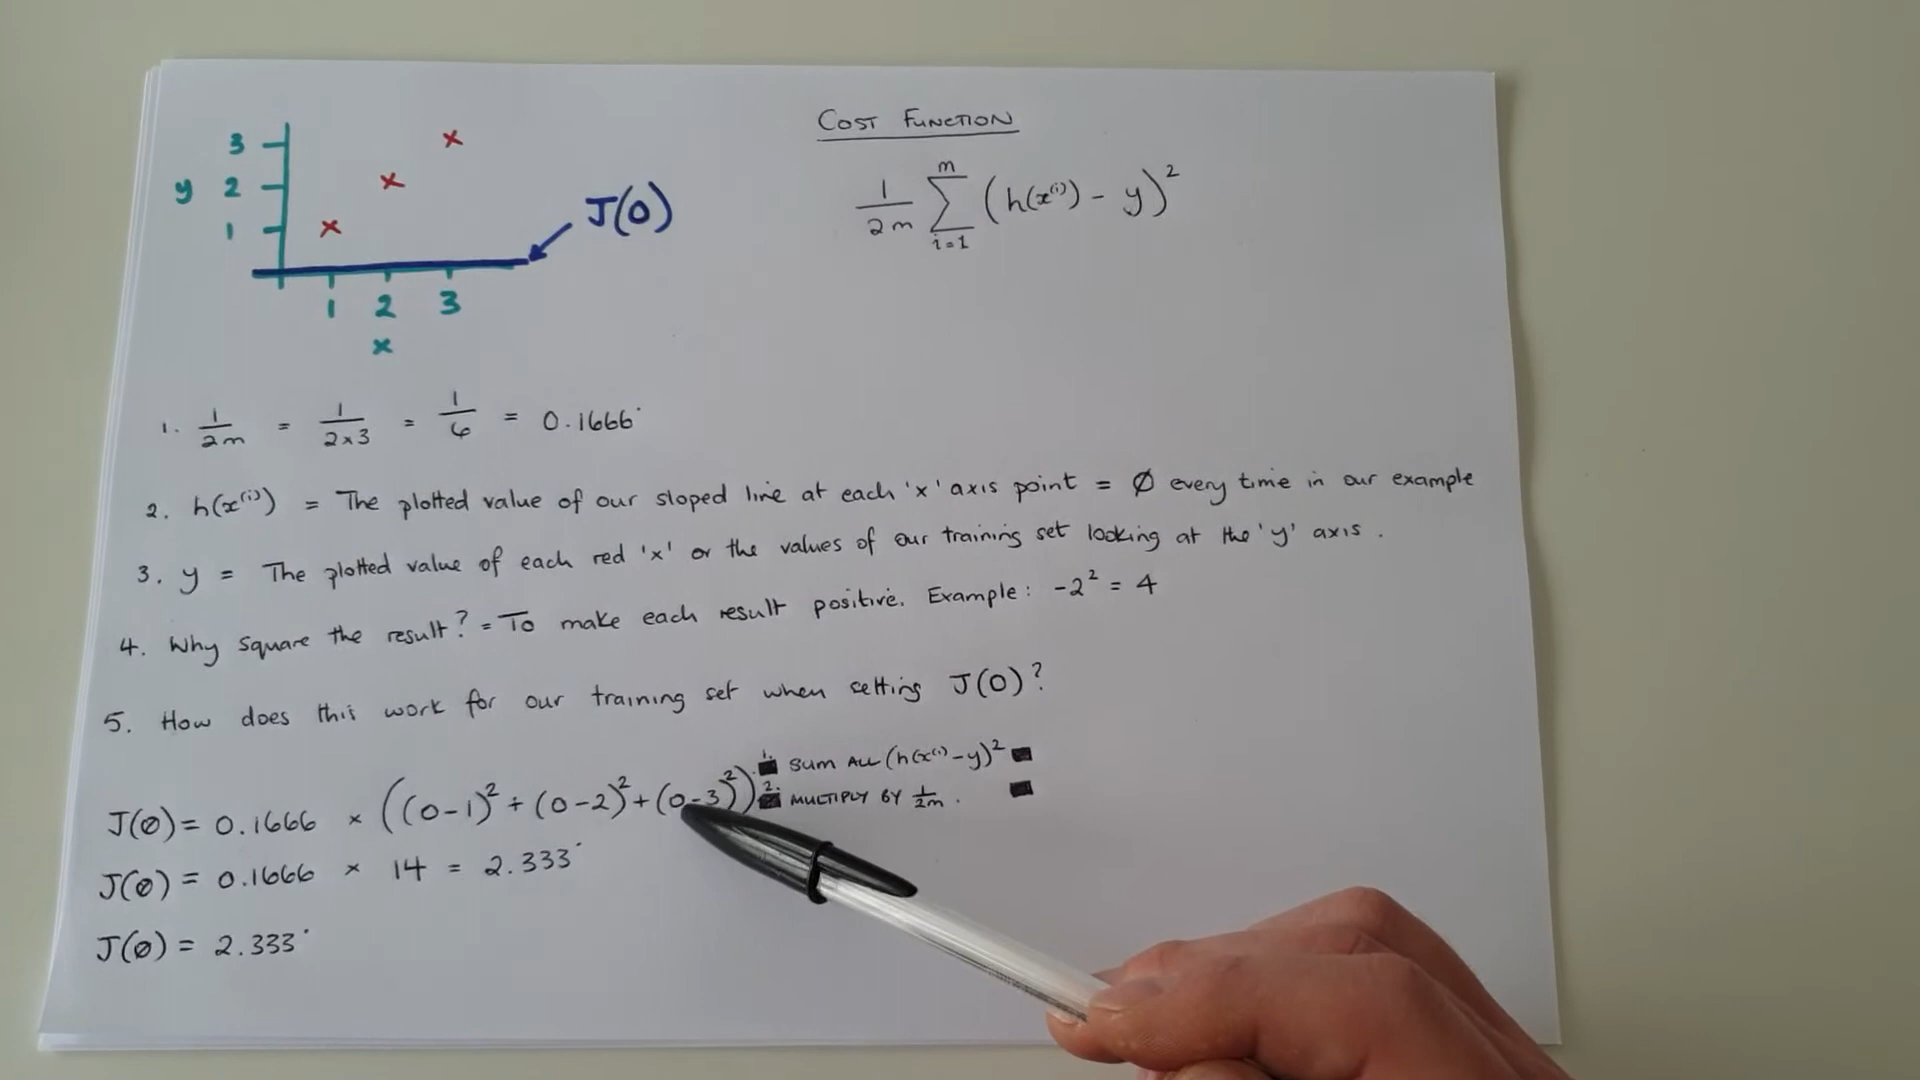 COST FUNCTION
3
y 2
1
1 2 3
x
J(0)
1/2m Σ i=1 m (h(x⁽ⁱ⁾) - y)²
1. 1/2m = 1/2x3 = 1/6 = 0.1666˙
2. h(x⁽ⁱ⁾) = The plotted value of our sloped line at each 'x' axis point = Ø every time in our example
3. y = The plotted value of each red 'x' or the values of our training set looking at the 'y' axis.
4. Why square the result? = To make each result positive. Example: -2² = 4
5. How does this work for our training set when setting J(0)?
J(Ø) = 0.1666 × ((0-1)² + (0-2)² + (0-3)²)
1. SUM ALL (h(x⁽ⁱ⁾-y)²
2. MULTIPLY BY 1/2m.
J(Ø) = 0.1666 × 14 = 2.333˙
J(Ø) = 2.333˙